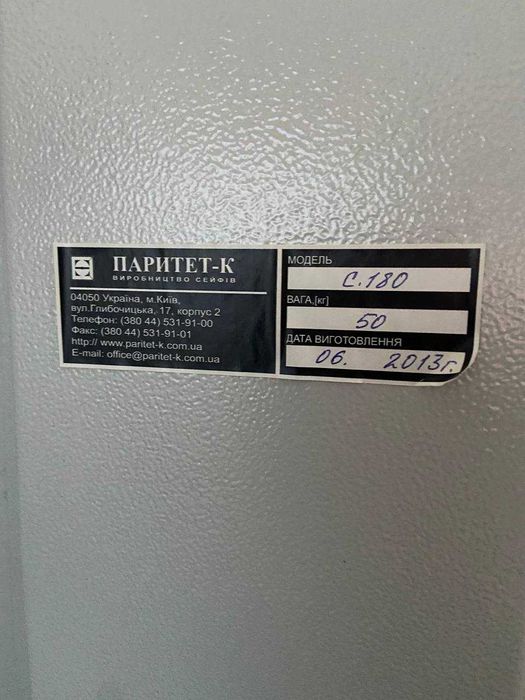 ПАРИТЕТ-К
ВИРОБНИЦТВО СЕЙФІВ
04050 Україна, м.Київ,
вул.Глибочицька, 17, корпус 2
Телефон: (380 44) 531-91-00
Факс: (380 44) 531-91-01
http:// www.paritet-k.com.ua
E-mail: office@paritet-k.com.ua
МОДЕЛЬ
С.180
ВАГА,[кг]
50
ДАТА ВИГОТОВЛЕННЯ
06. 2013г.